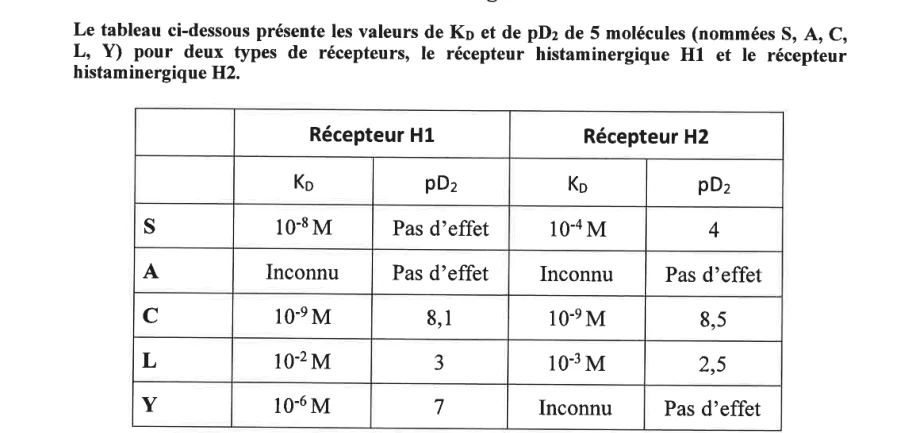 Le tableau ci-dessous présente les valeurs de KD et de pD2 de 5 molécules (nommées S, A, C,
L, Y) pour deux types de récepteurs, le récepteur histaminergique H1 et le récepteur
histaminergique H2.
Récepteur H1 Récepteur H2
KD pD2 KD pD2
S 10-8 M Pas d'effet 10-4 M 4
A Inconnu Pas d'effet Inconnu Pas d'effet
C 10-9 M 8,1 10-9 M 8,5
L 10-2 M 3 10-3 M 2,5
Y 10-6 M 7 Inconnu Pas d'effet